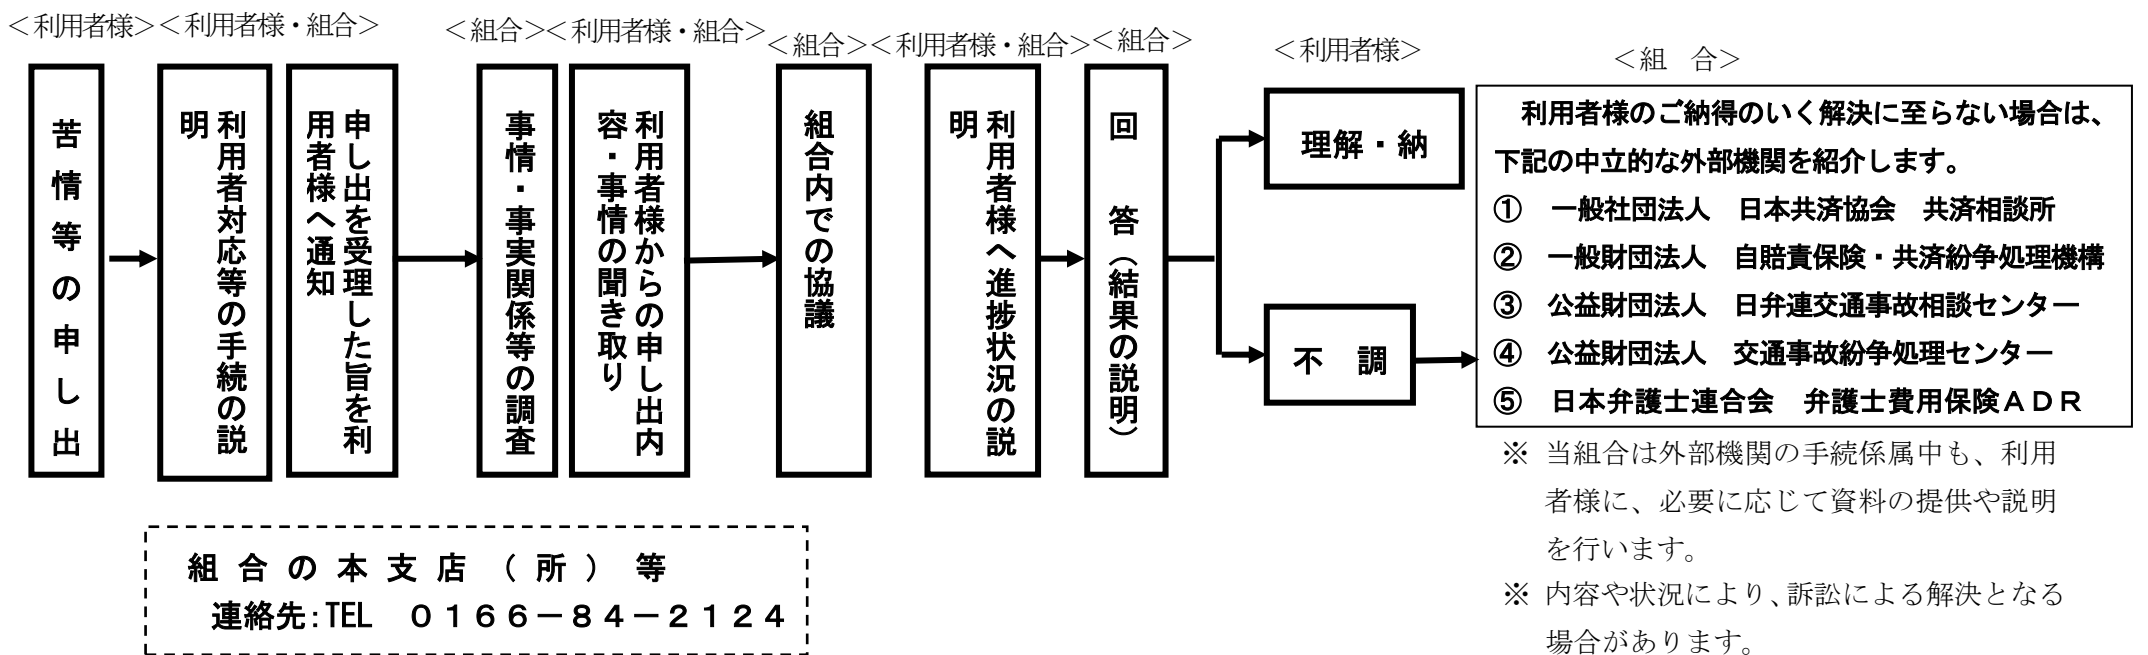 ＜利用者様＞
＜利用者様・組合＞
＜組合＞
＜利用者様・組合＞
＜組合＞
＜利用者様・組合＞
＜組合＞
＜利用者様＞
＜組　合＞
苦情等の申し出
利用者対応等の手続の説
明
申し出を受理した旨を利
用者様へ通知
事情・事実関係等の調査
利用者様からの申し出内
容・事情の聞き取り
組合内での協議
利用者様へ進捗状況の説
明
回　答（結果の説明）
理解・納
不　調
利用者様のご納得のいく解決に至らない場合は、
下記の中立的な外部機関を紹介します。
①　一般社団法人　日本共済協会　共済相談所
②　一般財団法人　自賠責保険・共済紛争処理機構
③　公益財団法人　日弁連交通事故相談センター
④　公益財団法人　交通事故紛争処理センター
⑤　日本弁護士連合会　弁護士費用保険ＡＤＲ
※ 当組合は外部機関の手続係属中も、利用
者様に、必要に応じて資料の提供や説明
を行います。
※ 内容や状況により、訴訟による解決となる
場合があります。
組合の本支店（所）等
連絡先：TEL　０１６６－８４－２１２４